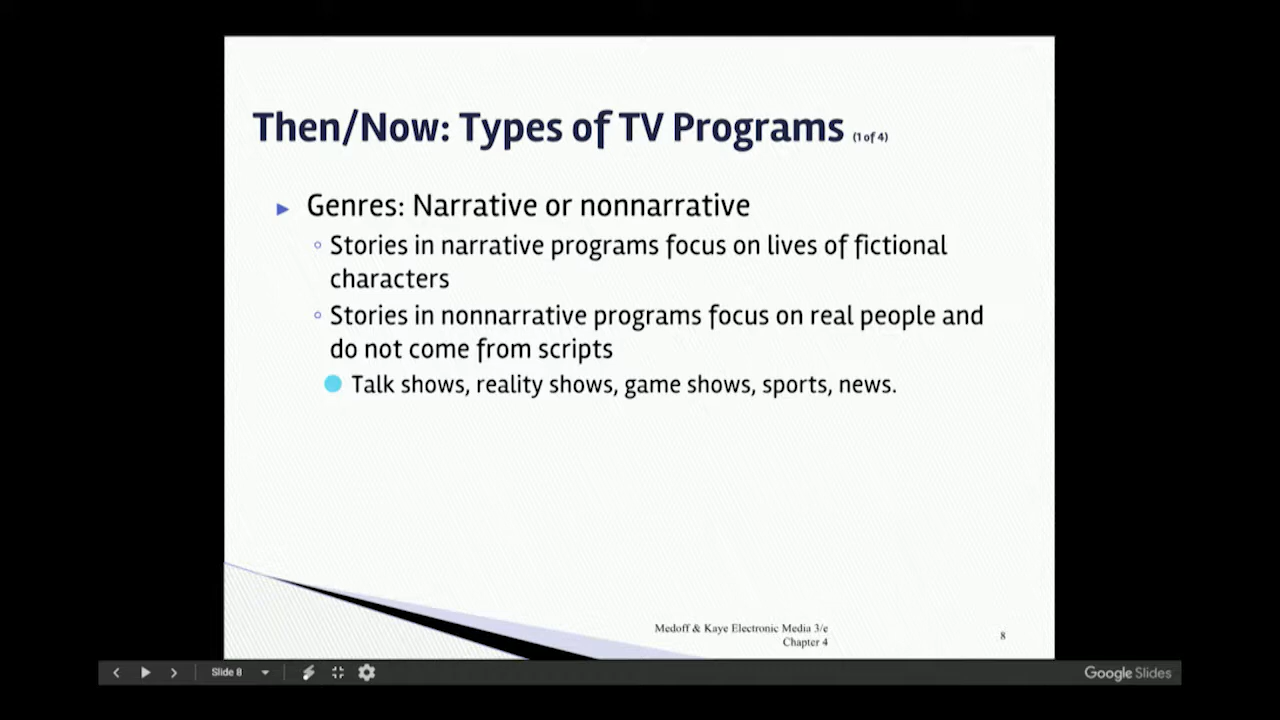 Then/Now: Types of TV Programs (1 of 4)
Genres: Narrative or nonnarrative
Stories in narrative programs focus on lives of fictional
characters
Stories in nonnarrative programs focus on real people and
do not come from scripts
Talk shows, reality shows, game shows, sports, news.
Medoff & Kaye Electronic Media 3/e
Chapter 4
8
Slide 8
Google Slides